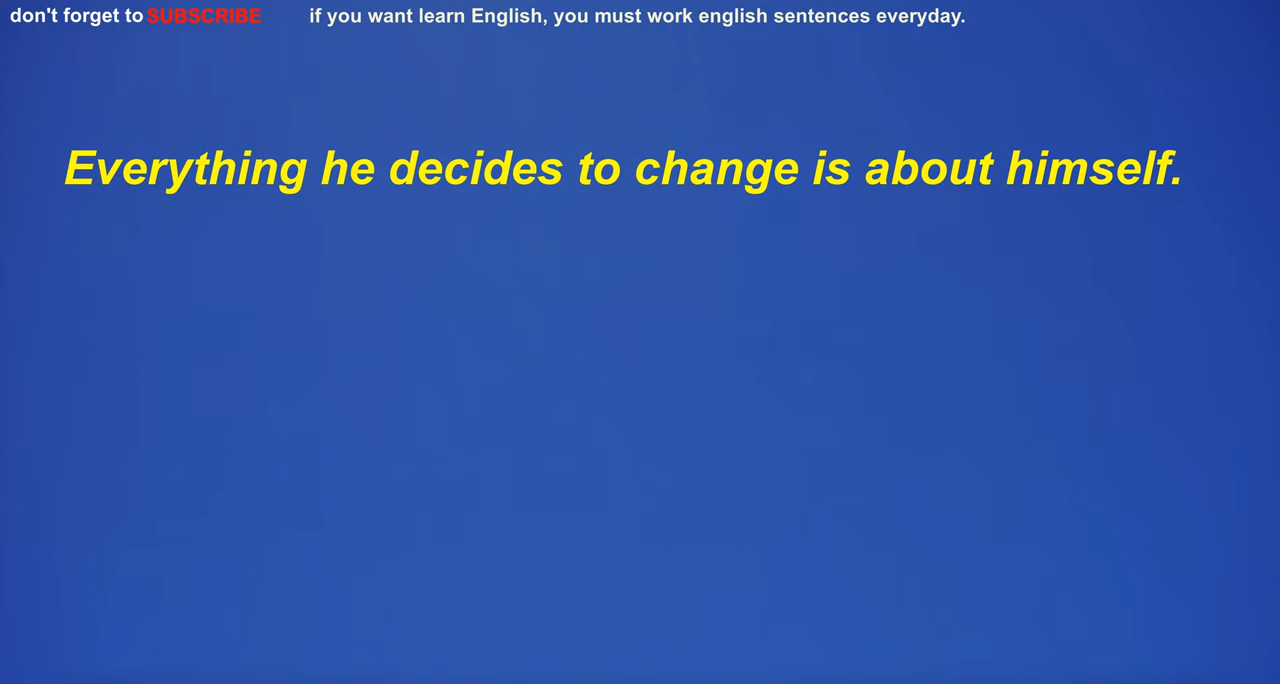 don't forget to SUBSCRIBE if you want learn English, you must work english sentences everyday.
Everything he decides to change is about himself.